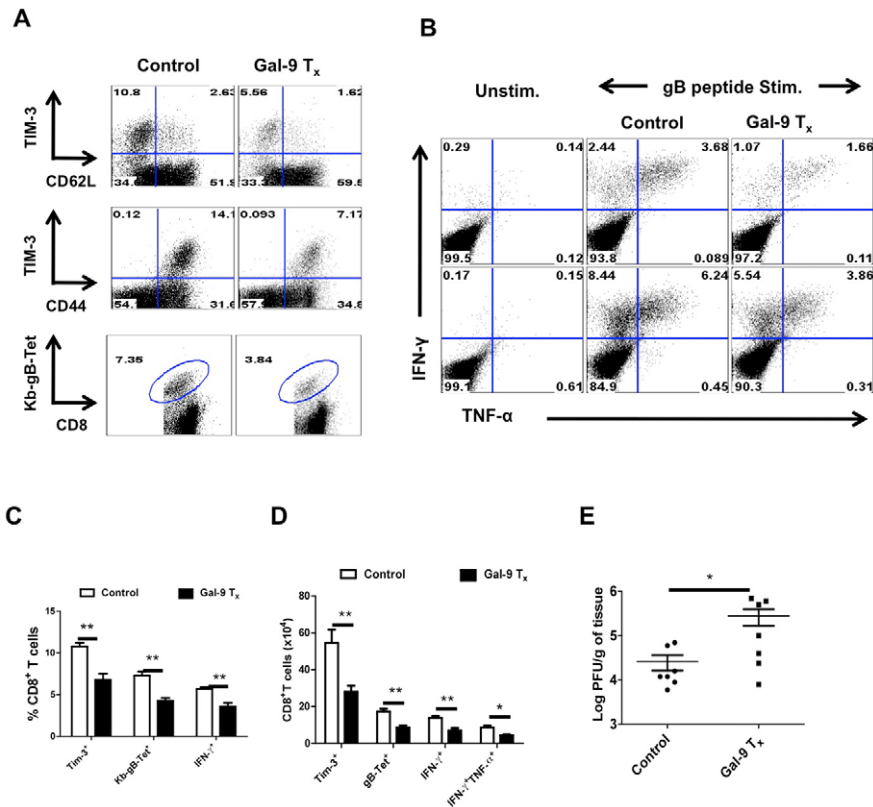 A
Control
Gal-9 Tx
TIM-3
CD62L
10.8
2.63
5.56
1.62
51.9
59.5
TIM-3
CD44
0.12
14.1
0.093
7.17
31.6
34.8
Kb-gB-Tet
CD8
7.35
3.84
B
Unstim.
gB peptide Stim.
Control
Gal-9 Tx
0.29
0.14
2.44
3.68
1.07
1.66
99.5
0.12
93.8
0.089
97.2
0.11
0.17
0.15
8.44
6.24
5.54
3.86
99.1
0.61
84.9
0.45
90.3
0.31
IFN-γ
TNF-α
C
Control
Gal-9 Tx
% CD8+ T cells
15
10
5
0
**
**
**
Tim-3+
Kb-gB-Tet+
IFN-γ+
D
Control
Gal-9 Tx
CD8+T cells (x10⁴)
80
60
40
20
0
**
**
**
*
Tim-3+
gB-Tet+
IFN-γ+
IFN-γ+TNF-α+
E
Log PFU/g of tissue
6
5
4
3
*
Control
Gal-9 Tx